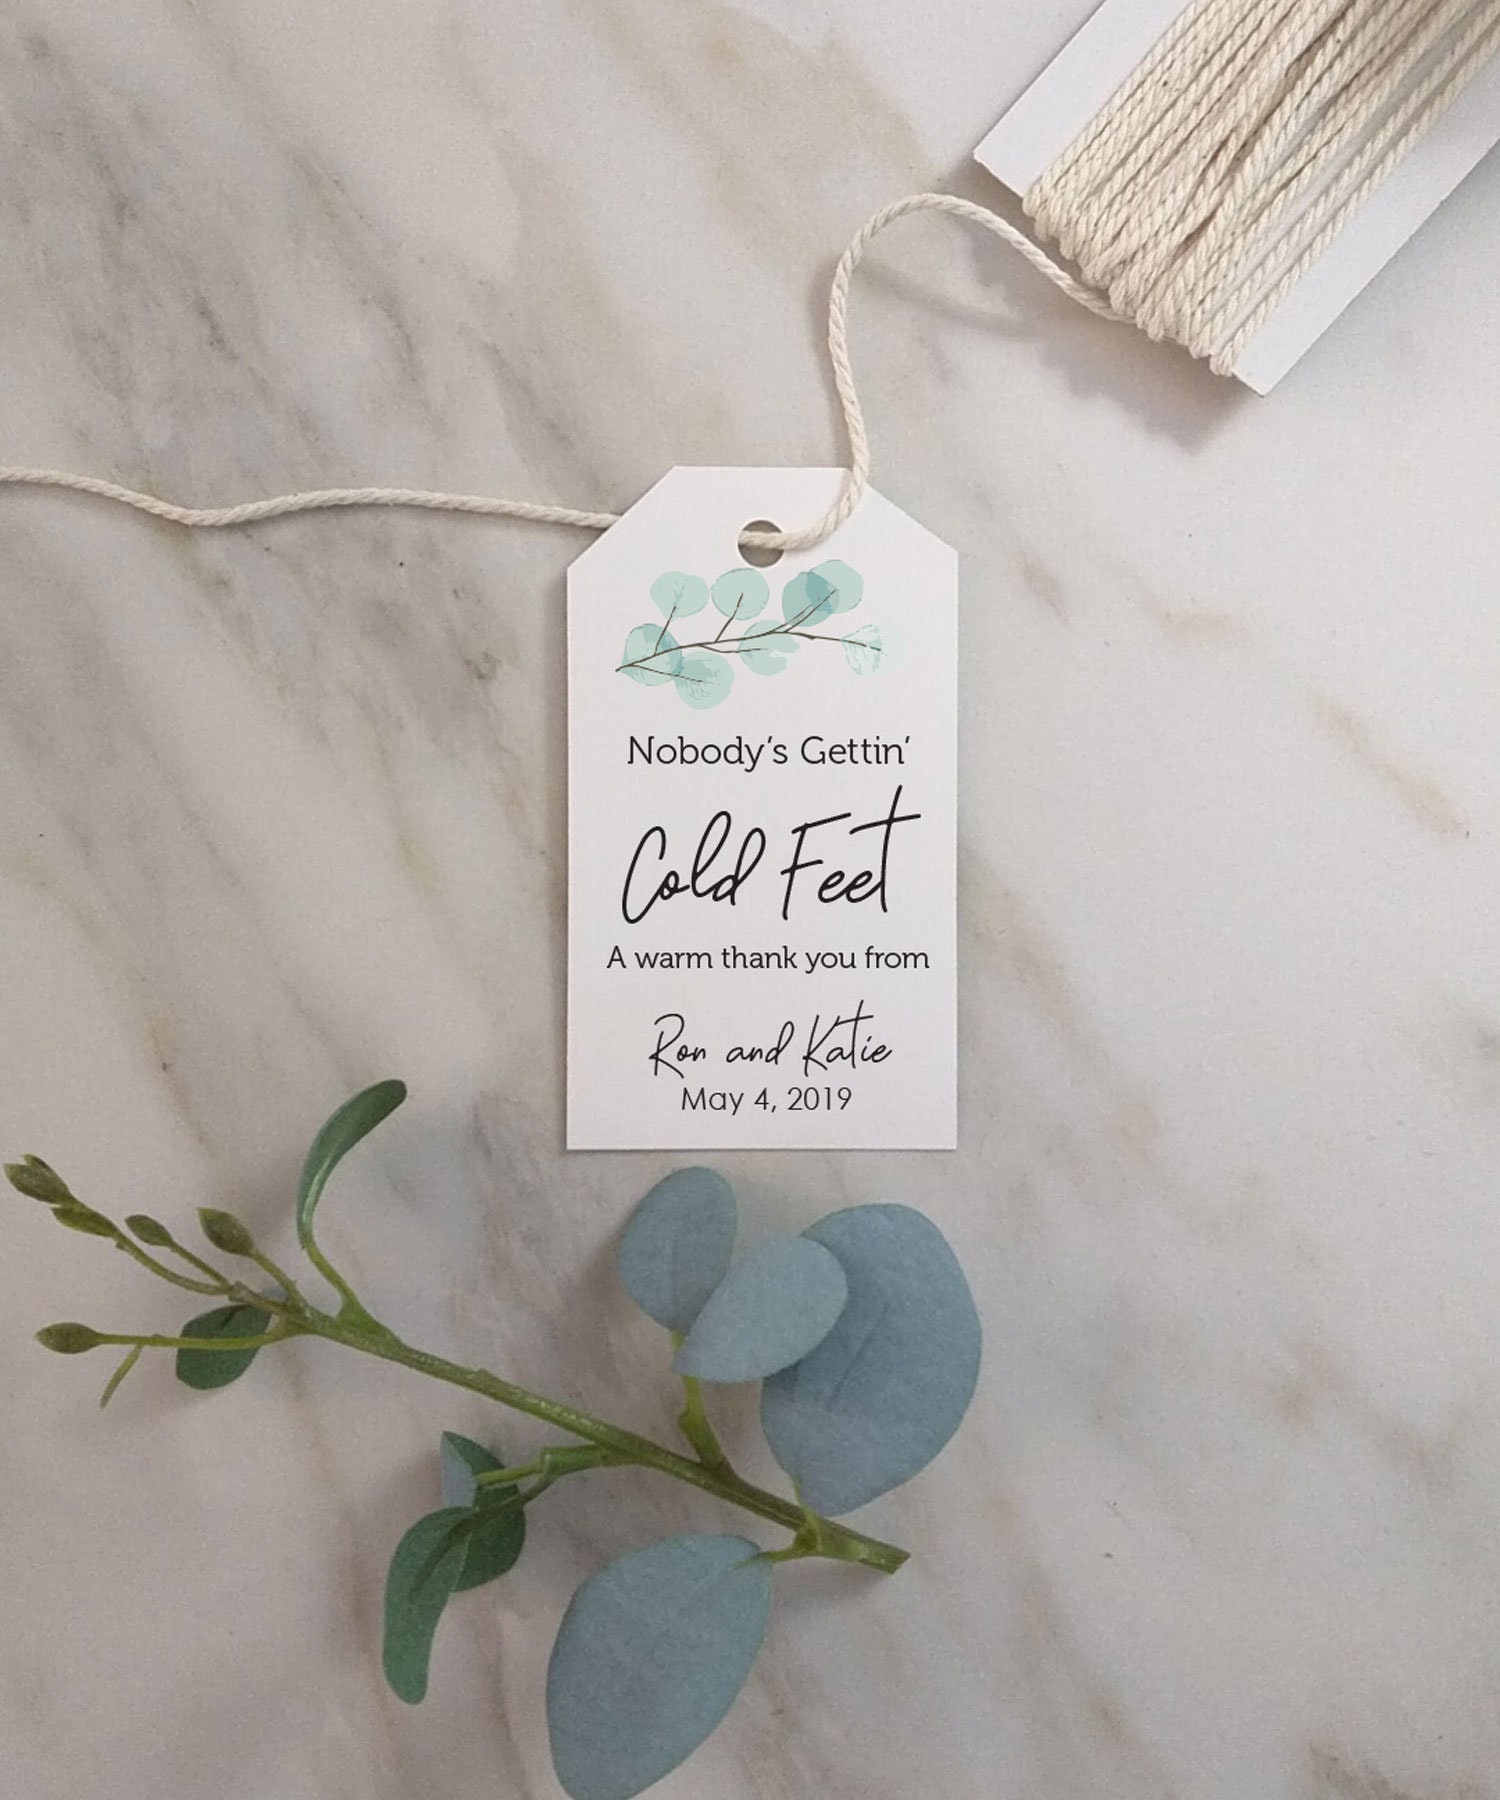 Nobody's Gettin'
Cold Feet
A warm thank you from
Ron and Katie
May 4, 2019